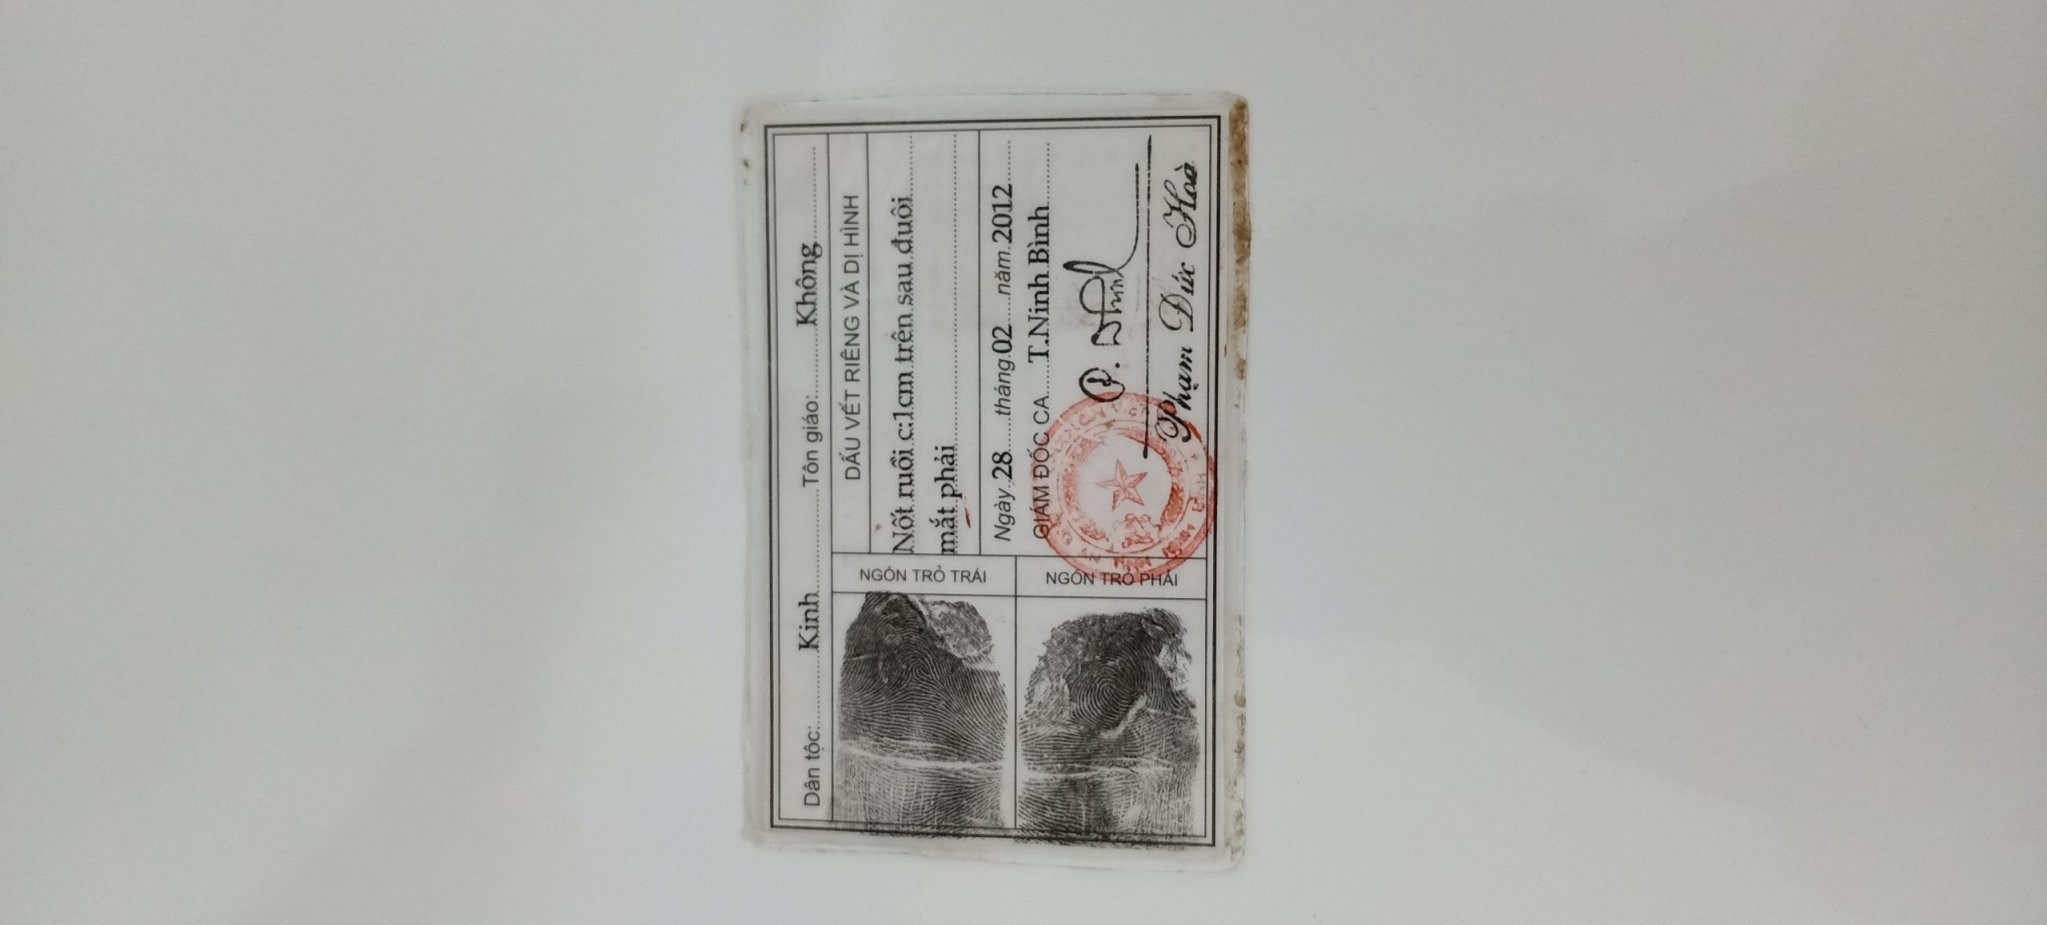 Dân tộc: Kinh Tôn giáo: Không
DẤU VẾT RIÊNG VÀ DỊ HÌNH
Nốt ruồi c:1cm trên sau đuôi
mắt phải
Ngày 28 tháng 02 năm 2012
GIÁM ĐỐC CA T.Ninh Bình
Phạm Đức Hoà
NGÓN TRỎ TRÁI
NGÓN TRỎ PHẢI